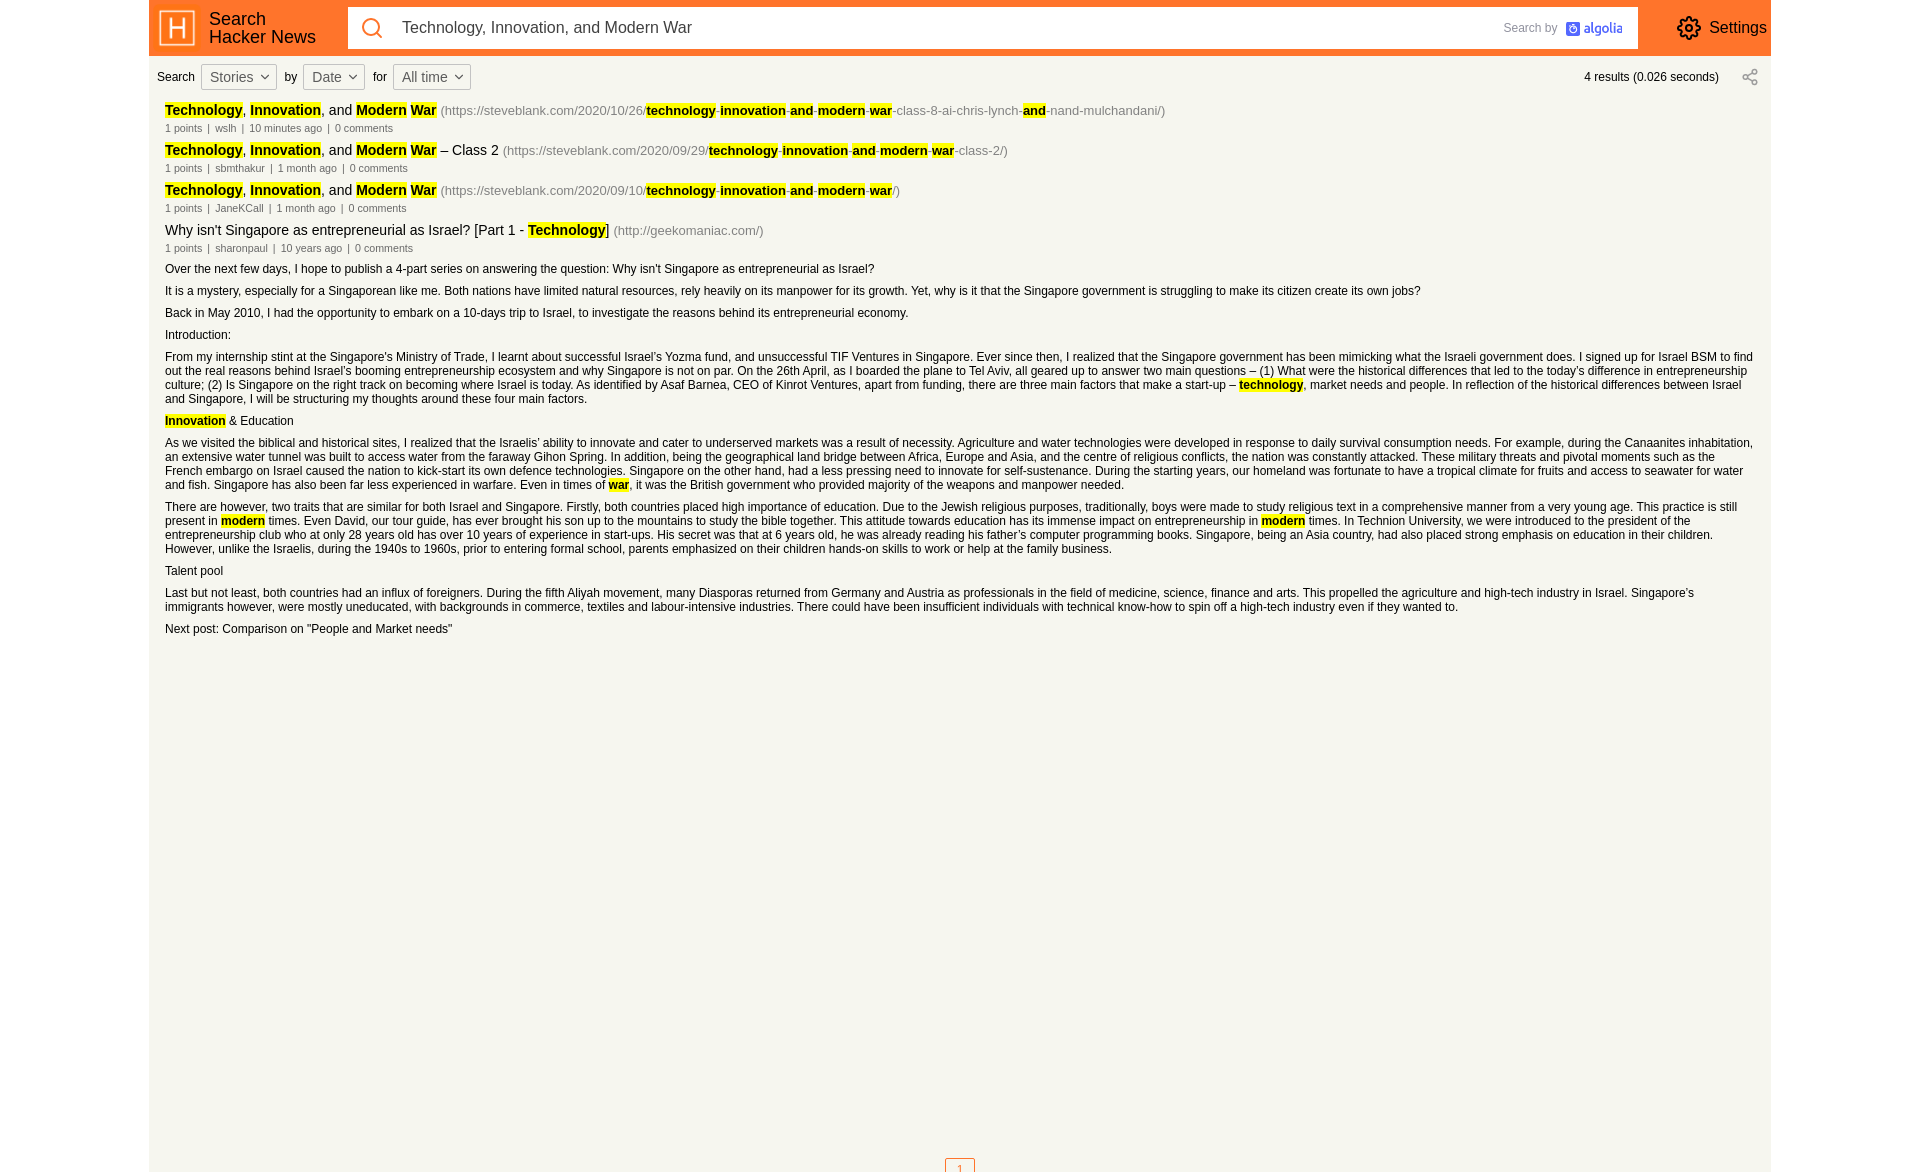 Search
Hacker News
Technology, Innovation, and Modern War
Search by algolia
Settings
Search Stories by Date for All time
4 results (0.026 seconds)
Technology, Innovation, and Modern War (https://steveblank.com/2020/10/26/technology-innovation-and-modern-war-class-8-ai-chris-lynch-and-nand-mulchandani/)
1 points | wslh | 10 minutes ago | 0 comments
Technology, Innovation, and Modern War – Class 2 (https://steveblank.com/2020/09/29/technology-innovation-and-modern-war-class-2/)
1 points | sbmthakur | 1 month ago | 0 comments
Technology, Innovation, and Modern War (https://steveblank.com/2020/09/10/technology-innovation-and-modern-war/)
1 points | JaneKCall | 1 month ago | 0 comments
Why isn't Singapore as entrepreneurial as Israel? [Part 1 - Technology] (http://geekomaniac.com/)
1 points | sharonpaul | 10 years ago | 0 comments
Over the next few days, I hope to publish a 4-part series on answering the question: Why isn't Singapore as entrepreneurial as Israel?
It is a mystery, especially for a Singaporean like me. Both nations have limited natural resources, rely heavily on its manpower for its growth. Yet, why is it that the Singapore government is struggling to make its citizen create its own jobs?
Back in May 2010, I had the opportunity to embark on a 10-days trip to Israel, to investigate the reasons behind its entrepreneurial economy.
Introduction:
From my internship stint at the Singapore's Ministry of Trade, I learnt about successful Israel’s Yozma fund, and unsuccessful TIF Ventures in Singapore. Ever since then, I realized that the Singapore government has been mimicking what the Israeli government does. I signed up for Israel BSM to find
out the real reasons behind Israel’s booming entrepreneurship ecosystem and why Singapore is not on par. On the 26th April, as I boarded the plane to Tel Aviv, all geared up to answer two main questions – (1) What were the historical differences that led to the today’s difference in entrepreneurship
culture; (2) Is Singapore on the right track on becoming where Israel is today. As identified by Asaf Barnea, CEO of Kinrot Ventures, apart from funding, there are three main factors that make a start-up – technology, market needs and people. In reflection of the historical differences between Israel
and Singapore, I will be structuring my thoughts around these four main factors.
Innovation & Education
As we visited the biblical and historical sites, I realized that the Israelis’ ability to innovate and cater to underserved markets was a result of necessity. Agriculture and water technologies were developed in response to daily survival consumption needs. For example, during the Canaanites inhabitation,
an extensive water tunnel was built to access water from the faraway Gihon Spring. In addition, being the geographical land bridge between Africa, Europe and Asia, and the centre of religious conflicts, the nation was constantly attacked. These military threats and pivotal moments such as the
French embargo on Israel caused the nation to kick-start its own defence technologies. Singapore on the other hand, had a less pressing need to innovate for self-sustenance. During the starting years, our homeland was fortunate to have a tropical climate for fruits and access to seawater for water
and fish. Singapore has also been far less experienced in warfare. Even in times of war, it was the British government who provided majority of the weapons and manpower needed.
There are however, two traits that are similar for both Israel and Singapore. Firstly, both countries placed high importance of education. Due to the Jewish religious purposes, traditionally, boys were made to study religious text in a comprehensive manner from a very young age. This practice is still
present in modern times. Even David, our tour guide, has ever brought his son up to the mountains to study the bible together. This attitude towards education has its immense impact on entrepreneurship in modern times. In Technion University, we were introduced to the president of the
entrepreneurship club who at only 28 years old has over 10 years of experience in start-ups. His secret was that at 6 years old, he was already reading his father’s computer programming books. Singapore, being an Asia country, had also placed strong emphasis on education in their children.
However, unlike the Israelis, during the 1940s to 1960s, prior to entering formal school, parents emphasized on their children hands-on skills to work or help at the family business.
Talent pool
Last but not least, both countries had an influx of foreigners. During the fifth Aliyah movement, many Diasporas returned from Germany and Austria as professionals in the field of medicine, science, finance and arts. This propelled the agriculture and high-tech industry in Israel. Singapore’s
immigrants however, were mostly uneducated, with backgrounds in commerce, textiles and labour-intensive industries. There could have been insufficient individuals with technical know-how to spin off a high-tech industry even if they wanted to.
Next post: Comparison on "People and Market needs"
1